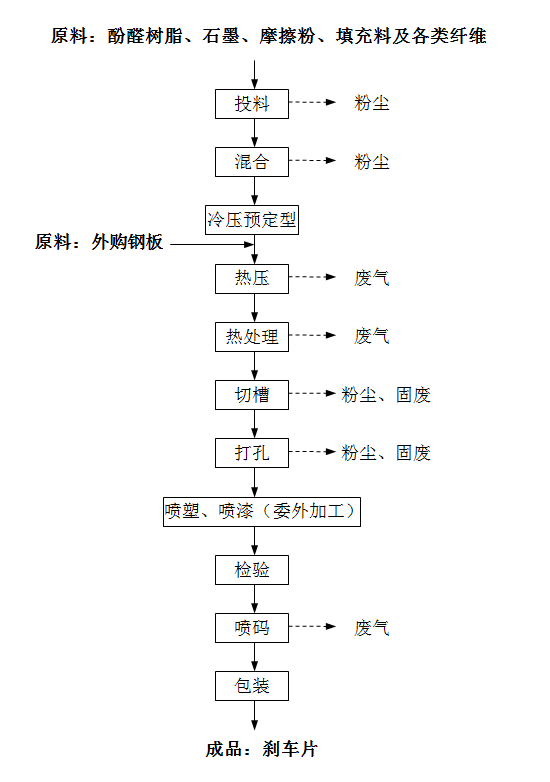 原料：酚醛树脂、石墨、摩擦粉、填充料及各类纤维
投料
粉尘
混合
粉尘
冷压预定型
原料：外购钢板
热压
废气
热处理
废气
切槽
粉尘、固废
打孔
粉尘、固废
喷塑、喷漆（委外加工）
检验
喷码
废气
包装
成品：刹车片